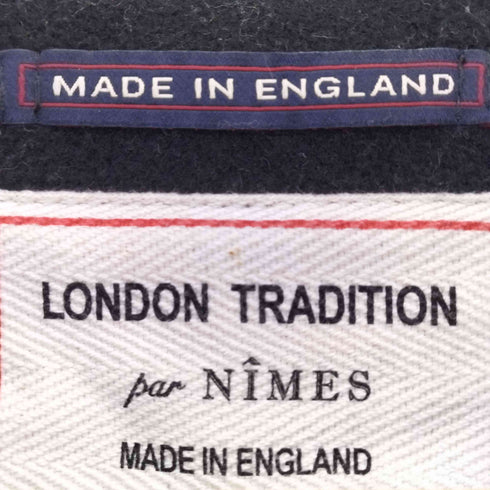 MADE IN ENGLAND
LONDON TRADITION
par NÎMES
MADE IN ENGLAND